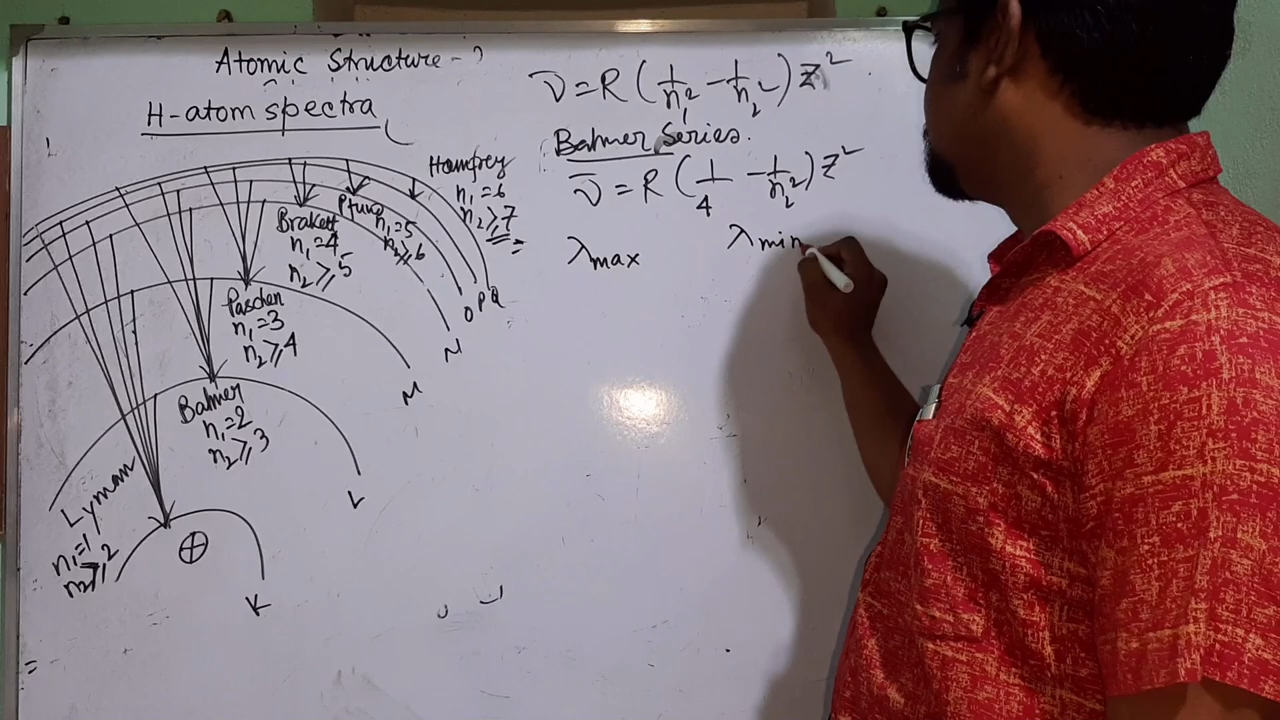 Atomic Structure -
H-atom spectra
ν̄ = R (1/n₁² - 1/n₂²) Z²
Balmer Series.
ν̄ = R (1/4 - 1/n₂²) Z²
λmax
λmin
Hamfrey
n₁=6
n₂≥7
Pfund
n₁=5
n₂≥6
Brakett
n₁=4
n₂≥5
Paschen
n₁=3
n₂≥4
Balmer
n₁=2
n₂≥3
Lyman
n₁=1
n₂≥2
K
L
M
N
O P Q